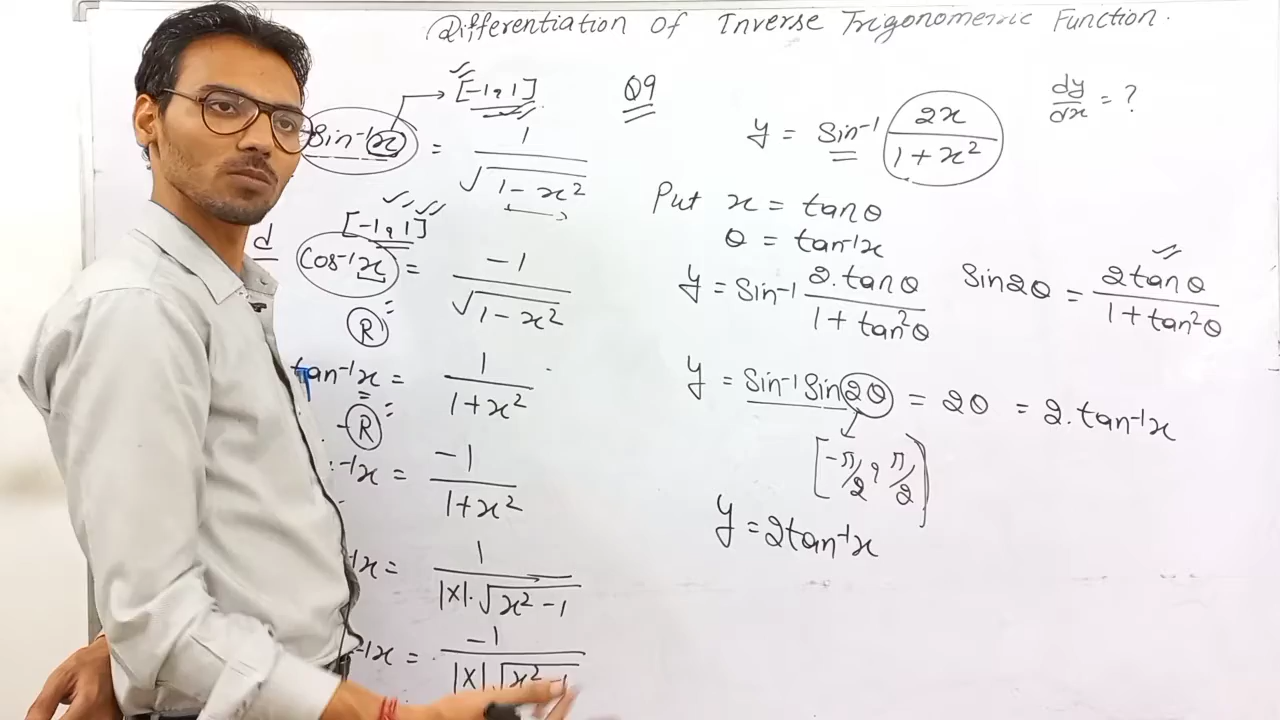 Differentiation of Inverse Trigonometric Function.
[-1, 1]
sin⁻¹x = 1/√(1-x²)
d
[-1, 1]
cos⁻¹x = -1/√(1-x²)
R
tan⁻¹x = 1/(1+x²)
-R
⁻¹x = -1/(1+x²)
⁻¹x = 1/(|x|.√(x²-1))
⁻¹x = -1/(|x|.√(x²-1))
Q9
y = Sin⁻¹ 2x/(1+x²)
dy/dx = ?
Put x = tanθ
θ = tan⁻¹x
y = Sin⁻¹ 2.tanθ/(1+tan²θ)
Sin2θ = 2tanθ/(1+tan²θ)
y = Sin⁻¹ Sin2θ = 2θ = 2.tan⁻¹x
[-π/2, π/2]
y = 2tan⁻¹x